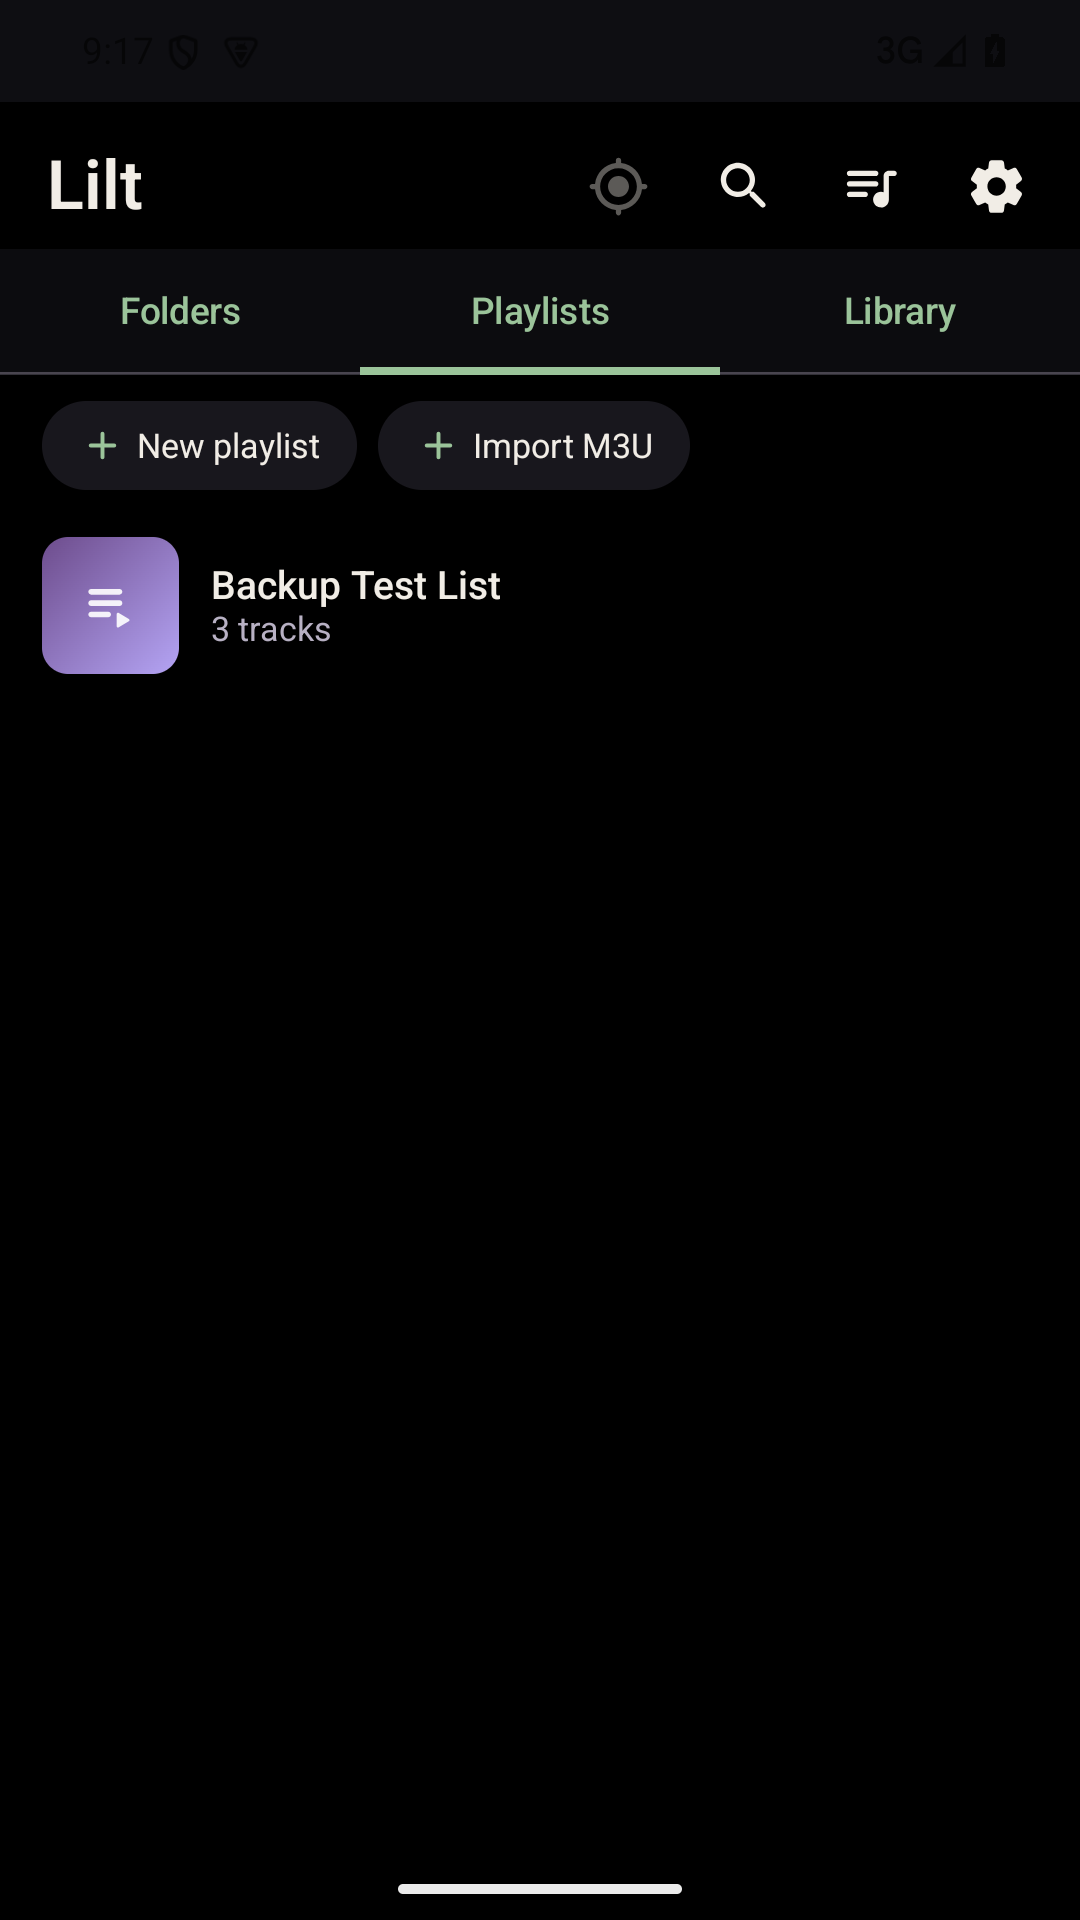 9:17
3G
Lilt
Folders
Playlists
Library
New playlist
Import M3U
Backup Test List
3 tracks